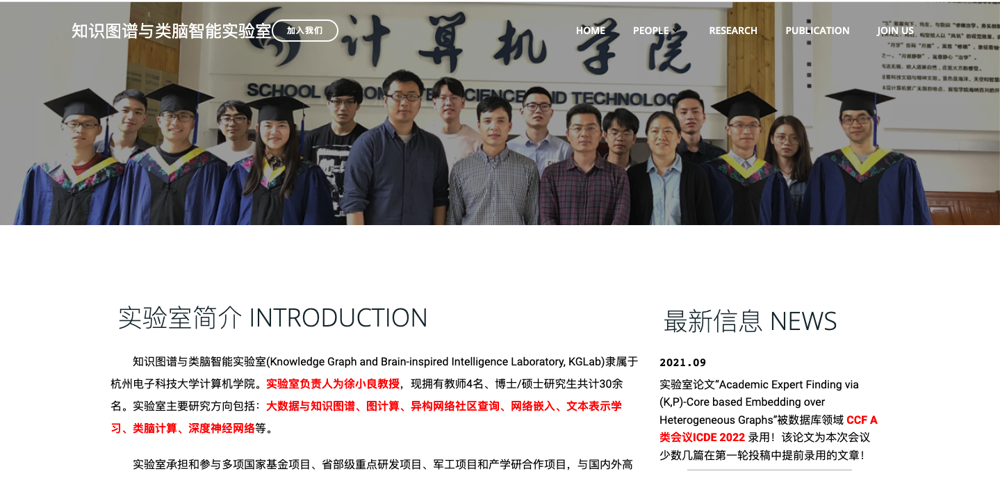 知识图谱与类脑智能实验室 加入我们 HOME PEOPLE RESEARCH PUBLICATION JOIN US
计算机学院
SCHOOL OF COMPUTER SCIENCE AND TECHNOLOGY
实验室简介 INTRODUCTION
知识图谱与类脑智能实验室(Knowledge Graph and Brain-inspired Intelligence Laboratory, KGLab)隶属于
杭州电子科技大学计算机学院。实验室负责人为徐小良教授，现拥有教师4名、博士/硕士研究生共计30余
名。实验室主要研究方向包括：大数据与知识图谱、图计算、异构网络社区查询、网络嵌入、文本表示学
习、类脑计算、深度神经网络等。
实验室承担和参与多项国家基金项目、省部级重点研发项目、军工项目和产学研合作项目，与国内外高
最新信息 NEWS
2021.09
实验室论文“Academic Expert Finding via
(K,P)-Core based Embedding over
Heterogeneous Graphs”被数据库领域 CCF A
类会议ICDE 2022 录用！该论文为本次会议
少数几篇在第一轮投稿中提前录用的文章！